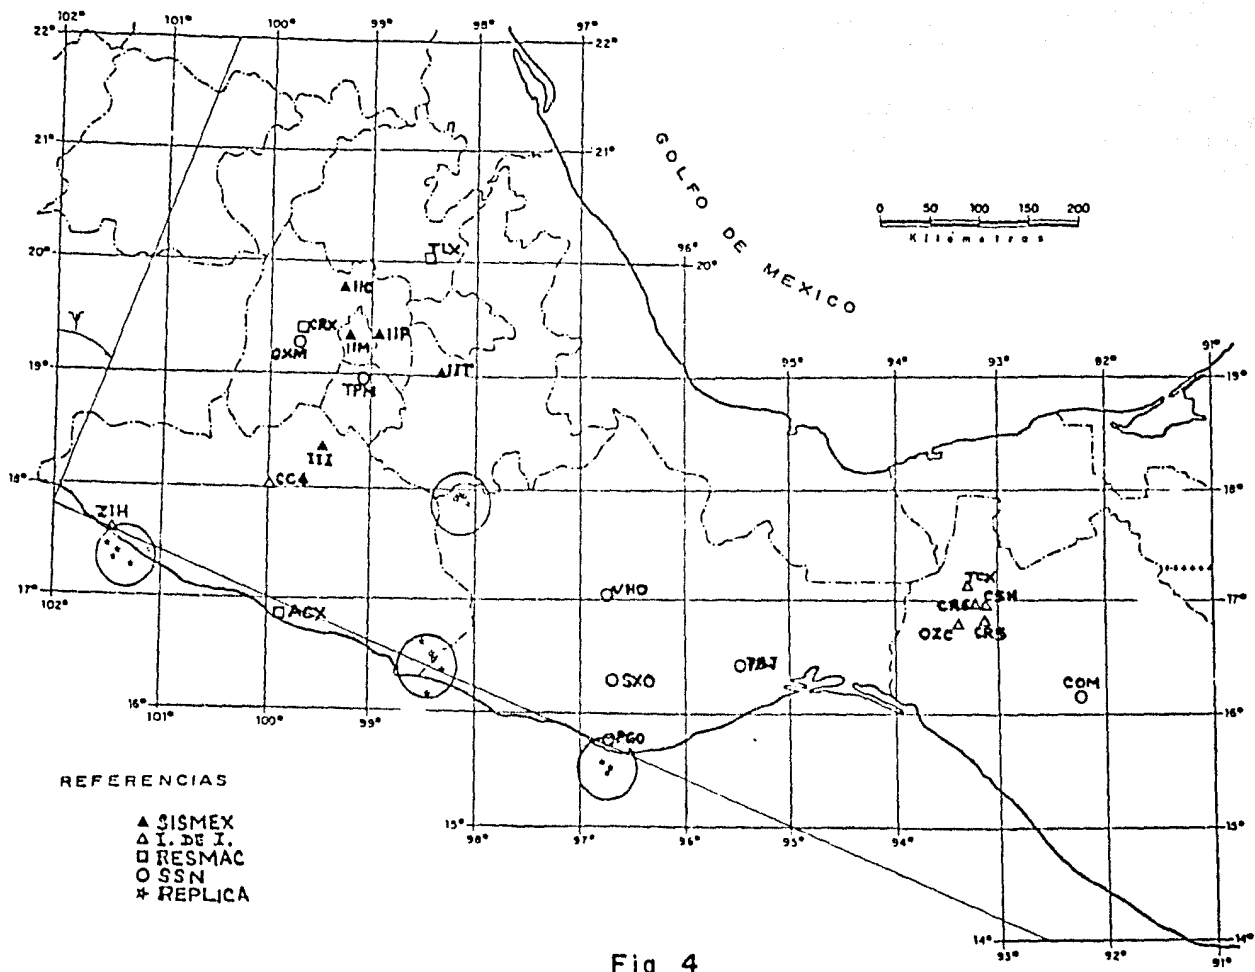 102° 101° 100° 99° 98° 97°
22° 22°
21° 21°
GOLFO DE MEXICO
0 50 100 150 200
Kilómetros
20° 96°
20°
TLX
IIC
CRX
OXM
IIM
IIP
Ψ
19°
TPM
IIT
95° 94° 93° 92° 91°
19°
III
18° CC4 18°
ZIH
17° 17°
102°
ACX
VHO
TCX
CSH
OZC
CRS
SXO
COM
16° 16°
101° 100° 99°
PGO
REFERENCIAS
▲ SISMEX
△ I. DE I.
□ RESMAC
○ SSN
☆ REPLICA
15° 15°
98° 97° 96° 95° 94°
14° 14°
93° 92° 91°
Fig 4